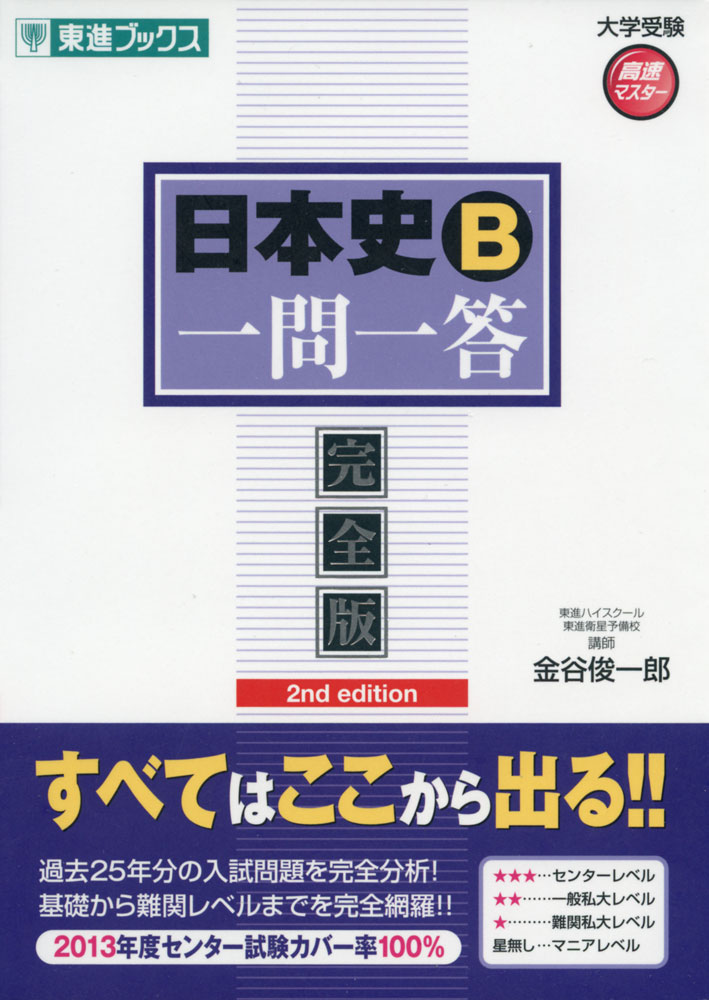 東進ブックス
大学受験
高速
マスター
日本史B
一問一答
完
全
版
2nd edition
東進ハイスクール
東進衛星予備校
講師
金谷俊一郎
すべてはここから出る!!
過去25年分の入試問題を完全分析!
基礎から難関レベルまでを完全網羅!!
2013年度センター試験カバー率100%
★★★…センターレベル
★★……一般私大レベル
★………難関私大レベル
星無し…マニアレベル